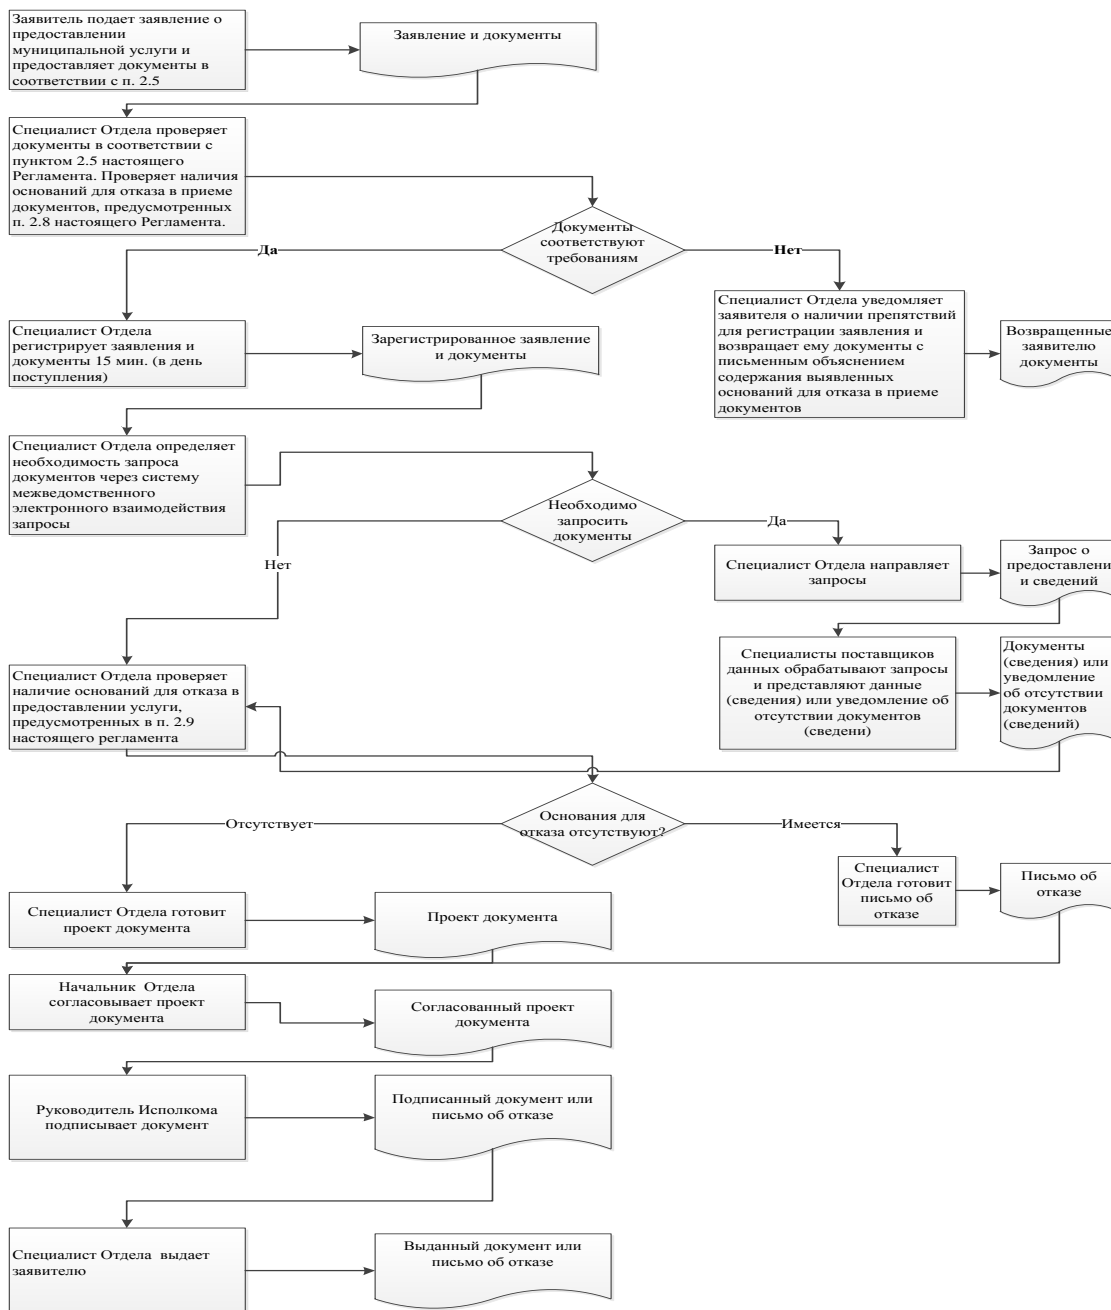 Заявитель подает заявление о
предоставлении
муниципальной услуги и
предоставляет документы в
соответствии с п. 2.5
Заявление и документы
Специалист Отдела проверяет
документы в соответствии с
пунктом 2.5 настоящего
Регламента. Проверяет наличия
оснований для отказа в приеме
документов, предусмотренных
п. 2.8 настоящего Регламента.
Документы
соответствуют
требованиям
Да
Нет
Специалист Отдела
регистрирует заявления и
документы 15 мин. (в день
поступления)
Зарегистрированное заявление
и документы
Специалист Отдела уведомляет
заявителя о наличии препятствий
для регистрации заявления и
возвращает ему документы с
письменным объяснением
содержания выявленных
оснований для отказа в приеме
документов
Возвращенные
заявителю
документы
Специалист Отдела определяет
необходимость запроса
документов через систему
межведомственного
электронного взаимодействия
запросы
Необходимо
запросить
документы
Да
Нет
Специалист Отдела направляет
запросы
Запрос о
предоставлени
и сведений
Специалисты поставщиков
данных обрабатывают запросы
и представляют данные
(сведения) или уведомление об
отсутствии документов
(сведени)
Документы
(сведения) или
уведомление
об отсутствии
документов
(сведений)
Специалист Отдела проверяет
наличие оснований для отказа в
предоставлении услуги,
предусмотренных в п. 2.9
настоящего регламента
Основания для
отказа отсутствуют?
Отсутствует
Имеется
Специалист
Отдела готовит
письмо об
отказе
Письмо об
отказе
Специалист Отдела готовит
проект документа
Проект документа
Начальник Отдела
согласовывает проект
документа
Согласованный проект
документа
Руководитель Исполкома
подписывает документ
Подписанный документ или
письмо об отказе
Специалист Отдела выдает
заявителю
Выданный документ или
письмо об отказе